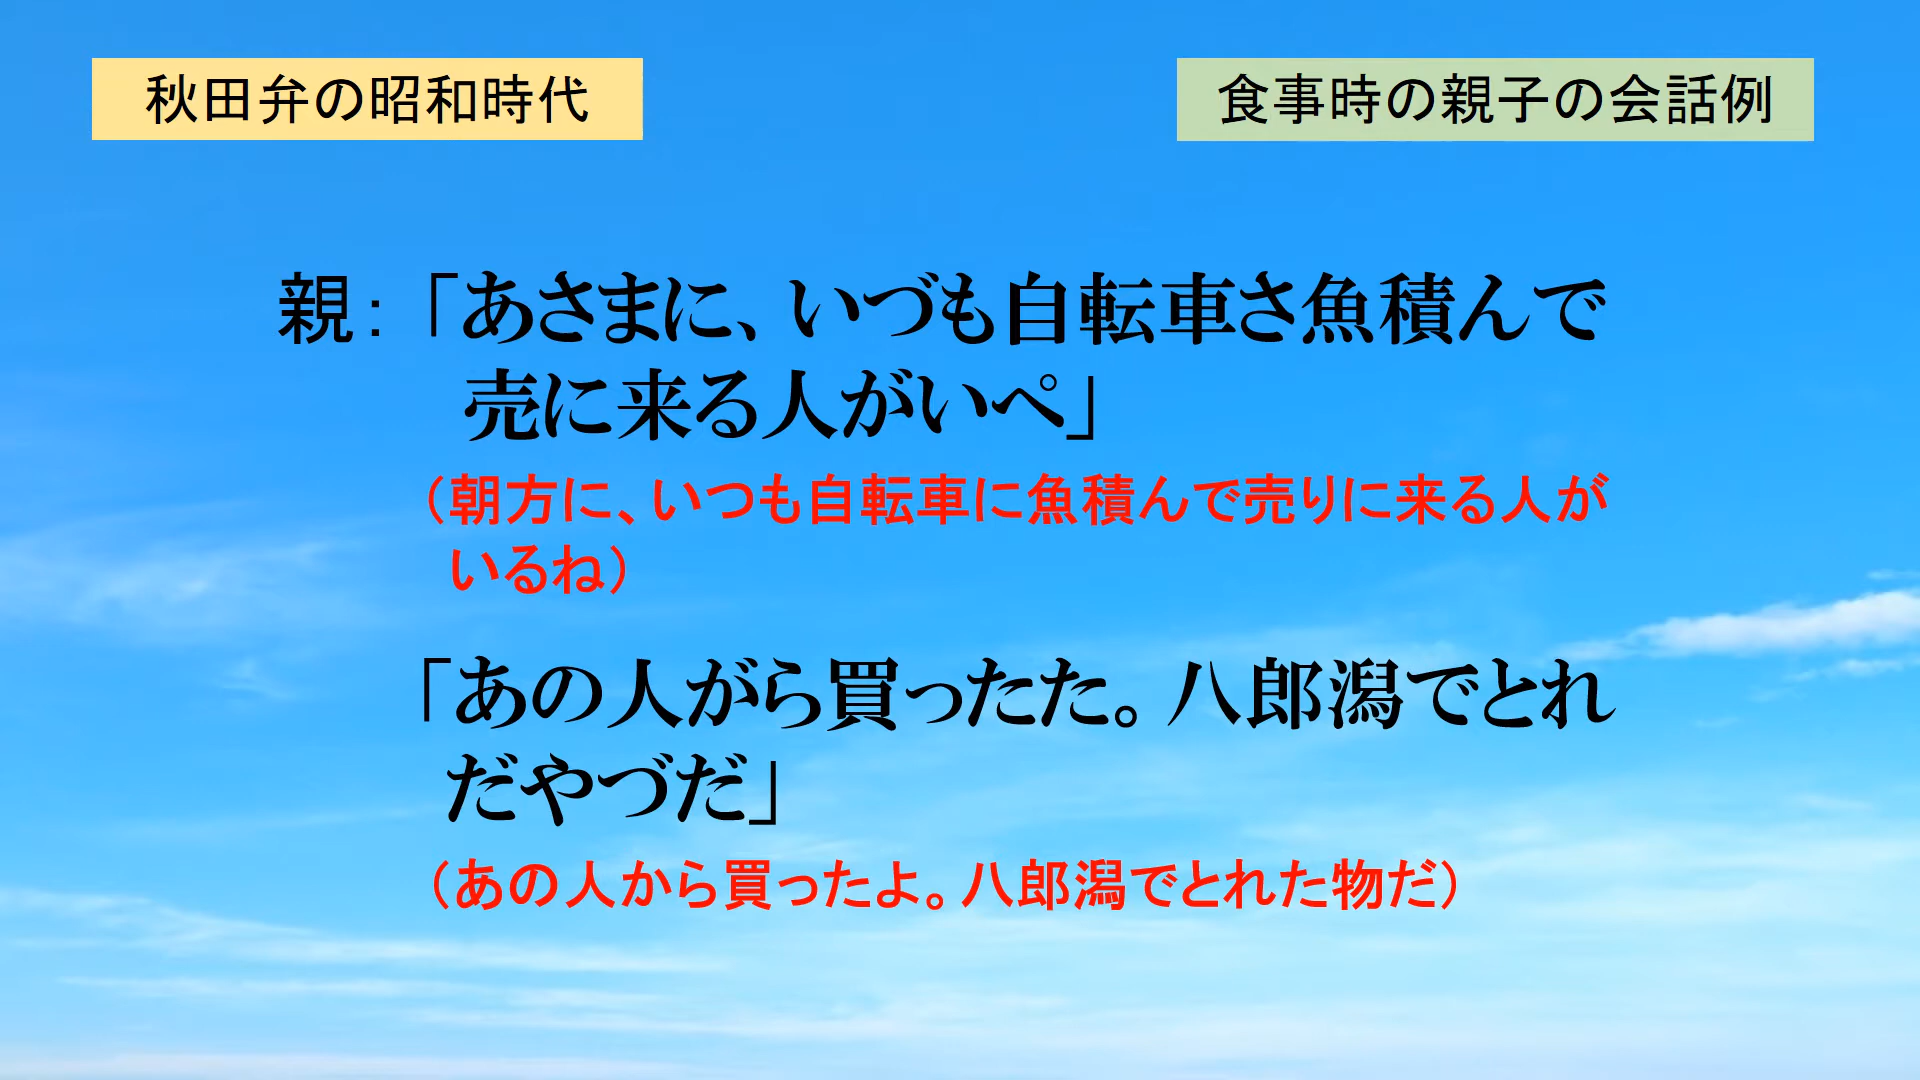 秋田弁の昭和時代
食事時の親子の会話例
親：「あさまに、いづも自転車さ魚積んで
売に来る人がいぺ」
（朝方に、いつも自転車に魚積んで売りに来る人が
いるね）
「あの人がら買ったた。八郎潟でとれ
だやづだ」
（あの人から買ったよ。八郎潟でとれた物だ）